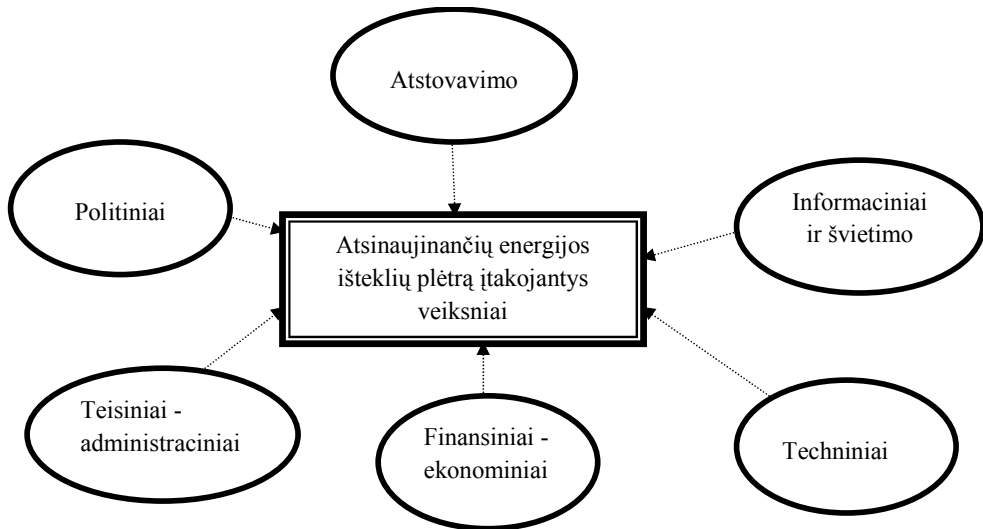 Atstovavimo
Politiniai
Informaciniai
ir švietimo
Atsinaujinančių energijos
išteklių plėtrą įtakojantys
veiksniai
Teisiniai -
administraciniai
Finansiniai -
ekonominiai
Techniniai